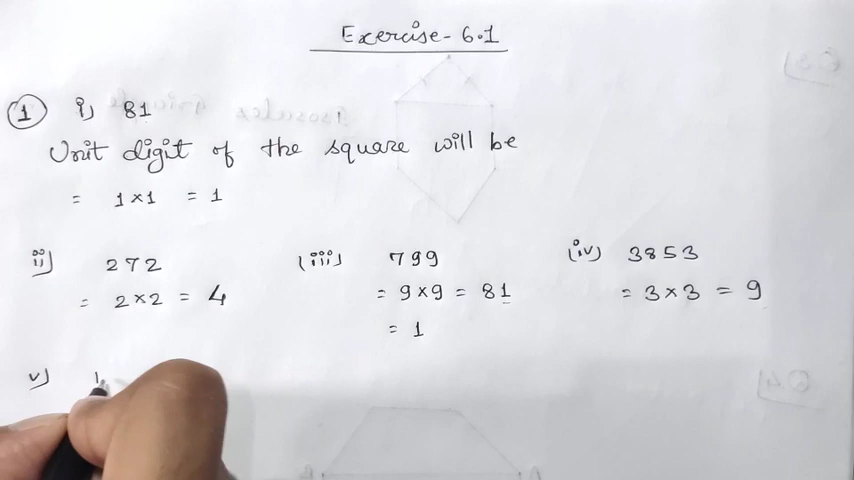 Exercise - 6.1
1 i) 81
Unit digit of the square will be
= 1×1 = 1
ii) 272
= 2×2 = 4
(iii) 799
= 9×9 = 81
= 1
(iv) 3853
= 3×3 = 9
v) 1